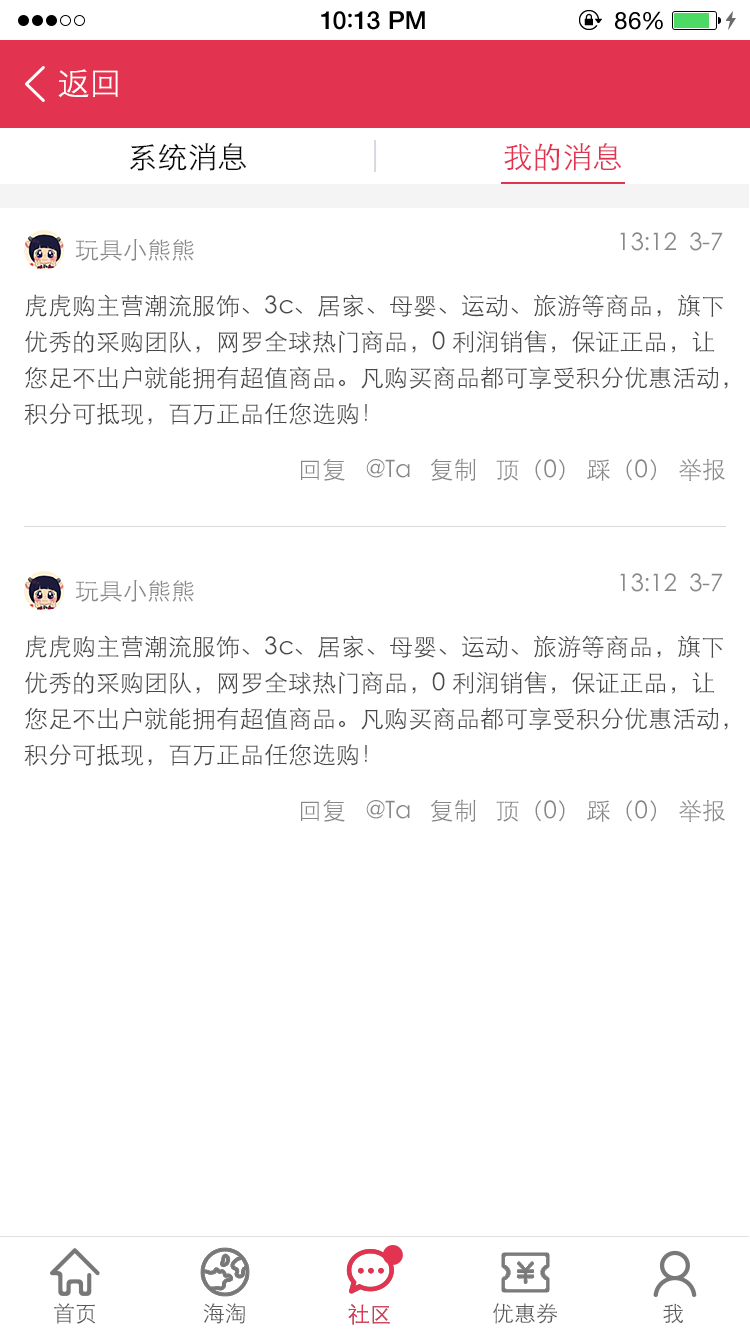 10:13 PM 86%
返回
系统消息 我的消息
玩具小熊熊 13:12 3-7
虎虎购主营潮流服饰、3c、居家、母婴、运动、旅游等商品，旗下
优秀的采购团队，网罗全球热门商品，0 利润销售，保证正品，让
您足不出户就能拥有超值商品。凡购买商品都可享受积分优惠活动，
积分可抵现，百万正品任您选购！
回复 @Ta 复制 顶（0） 踩（0） 举报
玩具小熊熊 13:12 3-7
虎虎购主营潮流服饰、3c、居家、母婴、运动、旅游等商品，旗下
优秀的采购团队，网罗全球热门商品，0 利润销售，保证正品，让
您足不出户就能拥有超值商品。凡购买商品都可享受积分优惠活动，
积分可抵现，百万正品任您选购！
回复 @Ta 复制 顶（0） 踩（0） 举报
首页 海淘 社区 优惠券 我